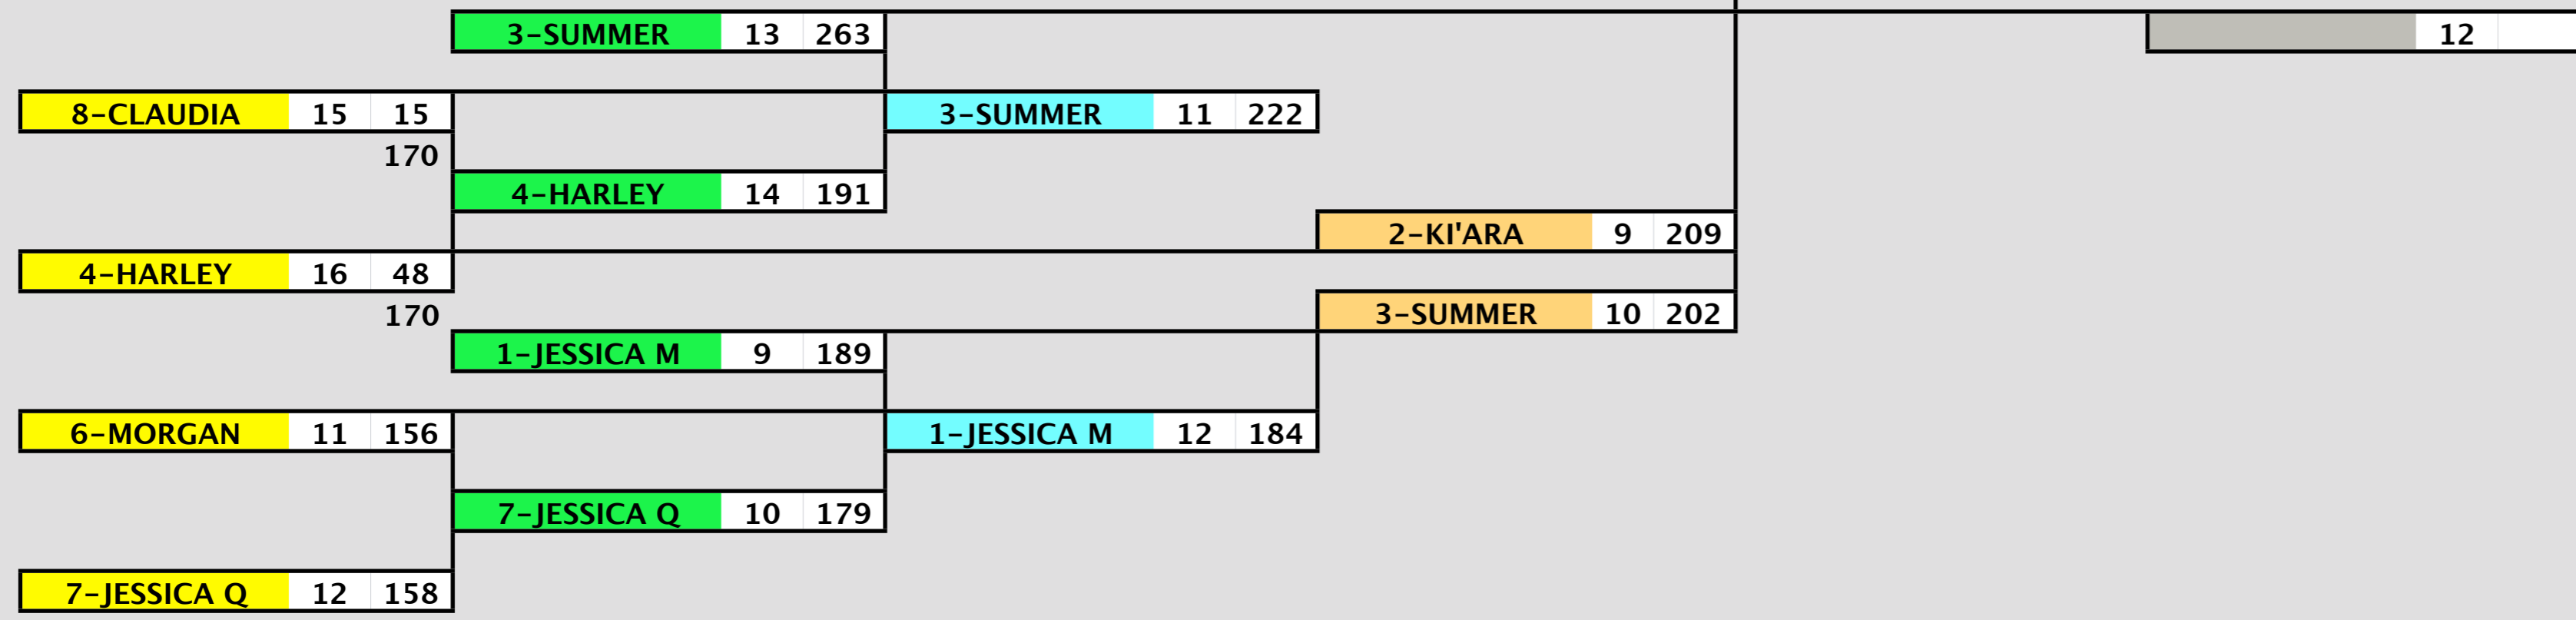 3-SUMMER 13 263
12
8-CLAUDIA 15 15
3-SUMMER 11 222
170
4-HARLEY 14 191
2-KI'ARA 9 209
4-HARLEY 16 48
170
3-SUMMER 10 202
1-JESSICA M 9 189
6-MORGAN 11 156
1-JESSICA M 12 184
7-JESSICA Q 10 179
7-JESSICA Q 12 158